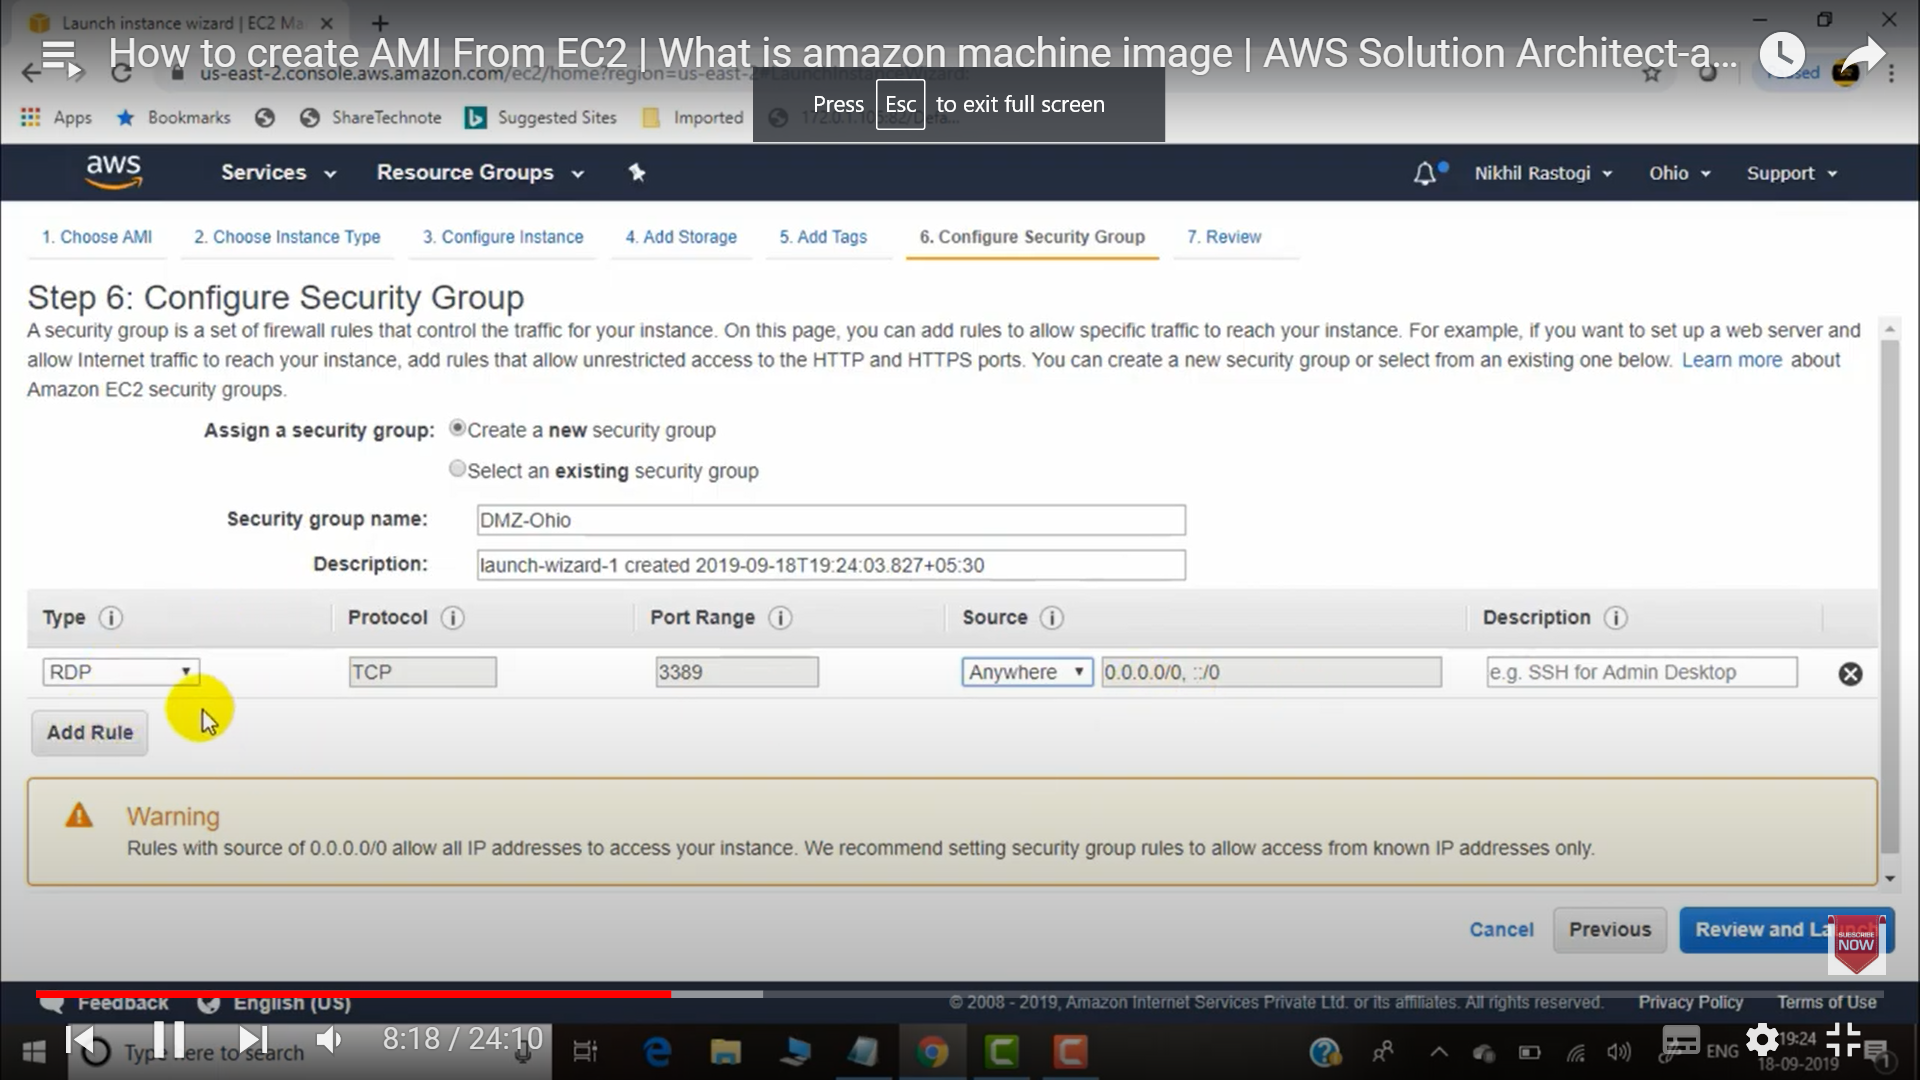 Launch instance wizard | EC2 Ma
How to create AMI From EC2 | What is amazon machine image | AWS Solution Architect-a...
us-east-2.console.aws.amazon.com/ec2/home?region=us-east-2#LaunchInstanceWizard:
Press Esc to exit full screen
Apps Bookmarks ShareTechnote Suggested Sites Imported
aws Services Resource Groups Nikhil Rastogi Ohio Support
1. Choose AMI 2. Choose Instance Type 3. Configure Instance 4. Add Storage 5. Add Tags 6. Configure Security Group 7. Review
Step 6: Configure Security Group
A security group is a set of firewall rules that control the traffic for your instance. On this page, you can add rules to allow specific traffic to reach your instance. For example, if you want to set up a web server and
allow Internet traffic to reach your instance, add rules that allow unrestricted access to the HTTP and HTTPS ports. You can create a new security group or select from an existing one below. Learn more about
Amazon EC2 security groups.
Assign a security group: Create a new security group
Select an existing security group
Security group name: DMZ-Ohio
Description: launch-wizard-1 created 2019-09-18T19:24:03.827+05:30
Type Protocol Port Range Source Description
RDP TCP 3389 Anywhere 0.0.0.0/0, ::/0 e.g. SSH for Admin Desktop
Add Rule
Warning
Rules with source of 0.0.0.0/0 allow all IP addresses to access your instance. We recommend setting security group rules to allow access from known IP addresses only.
Cancel Previous Review and La
SUBSCRIBE
NOW
Feedback English (US) © 2008 - 2019, Amazon Internet Services Private Ltd. or its affiliates. All rights reserved. Privacy Policy Terms of Use
8:18 / 24:10
Type here to search ENG 19:24
18-09-2019